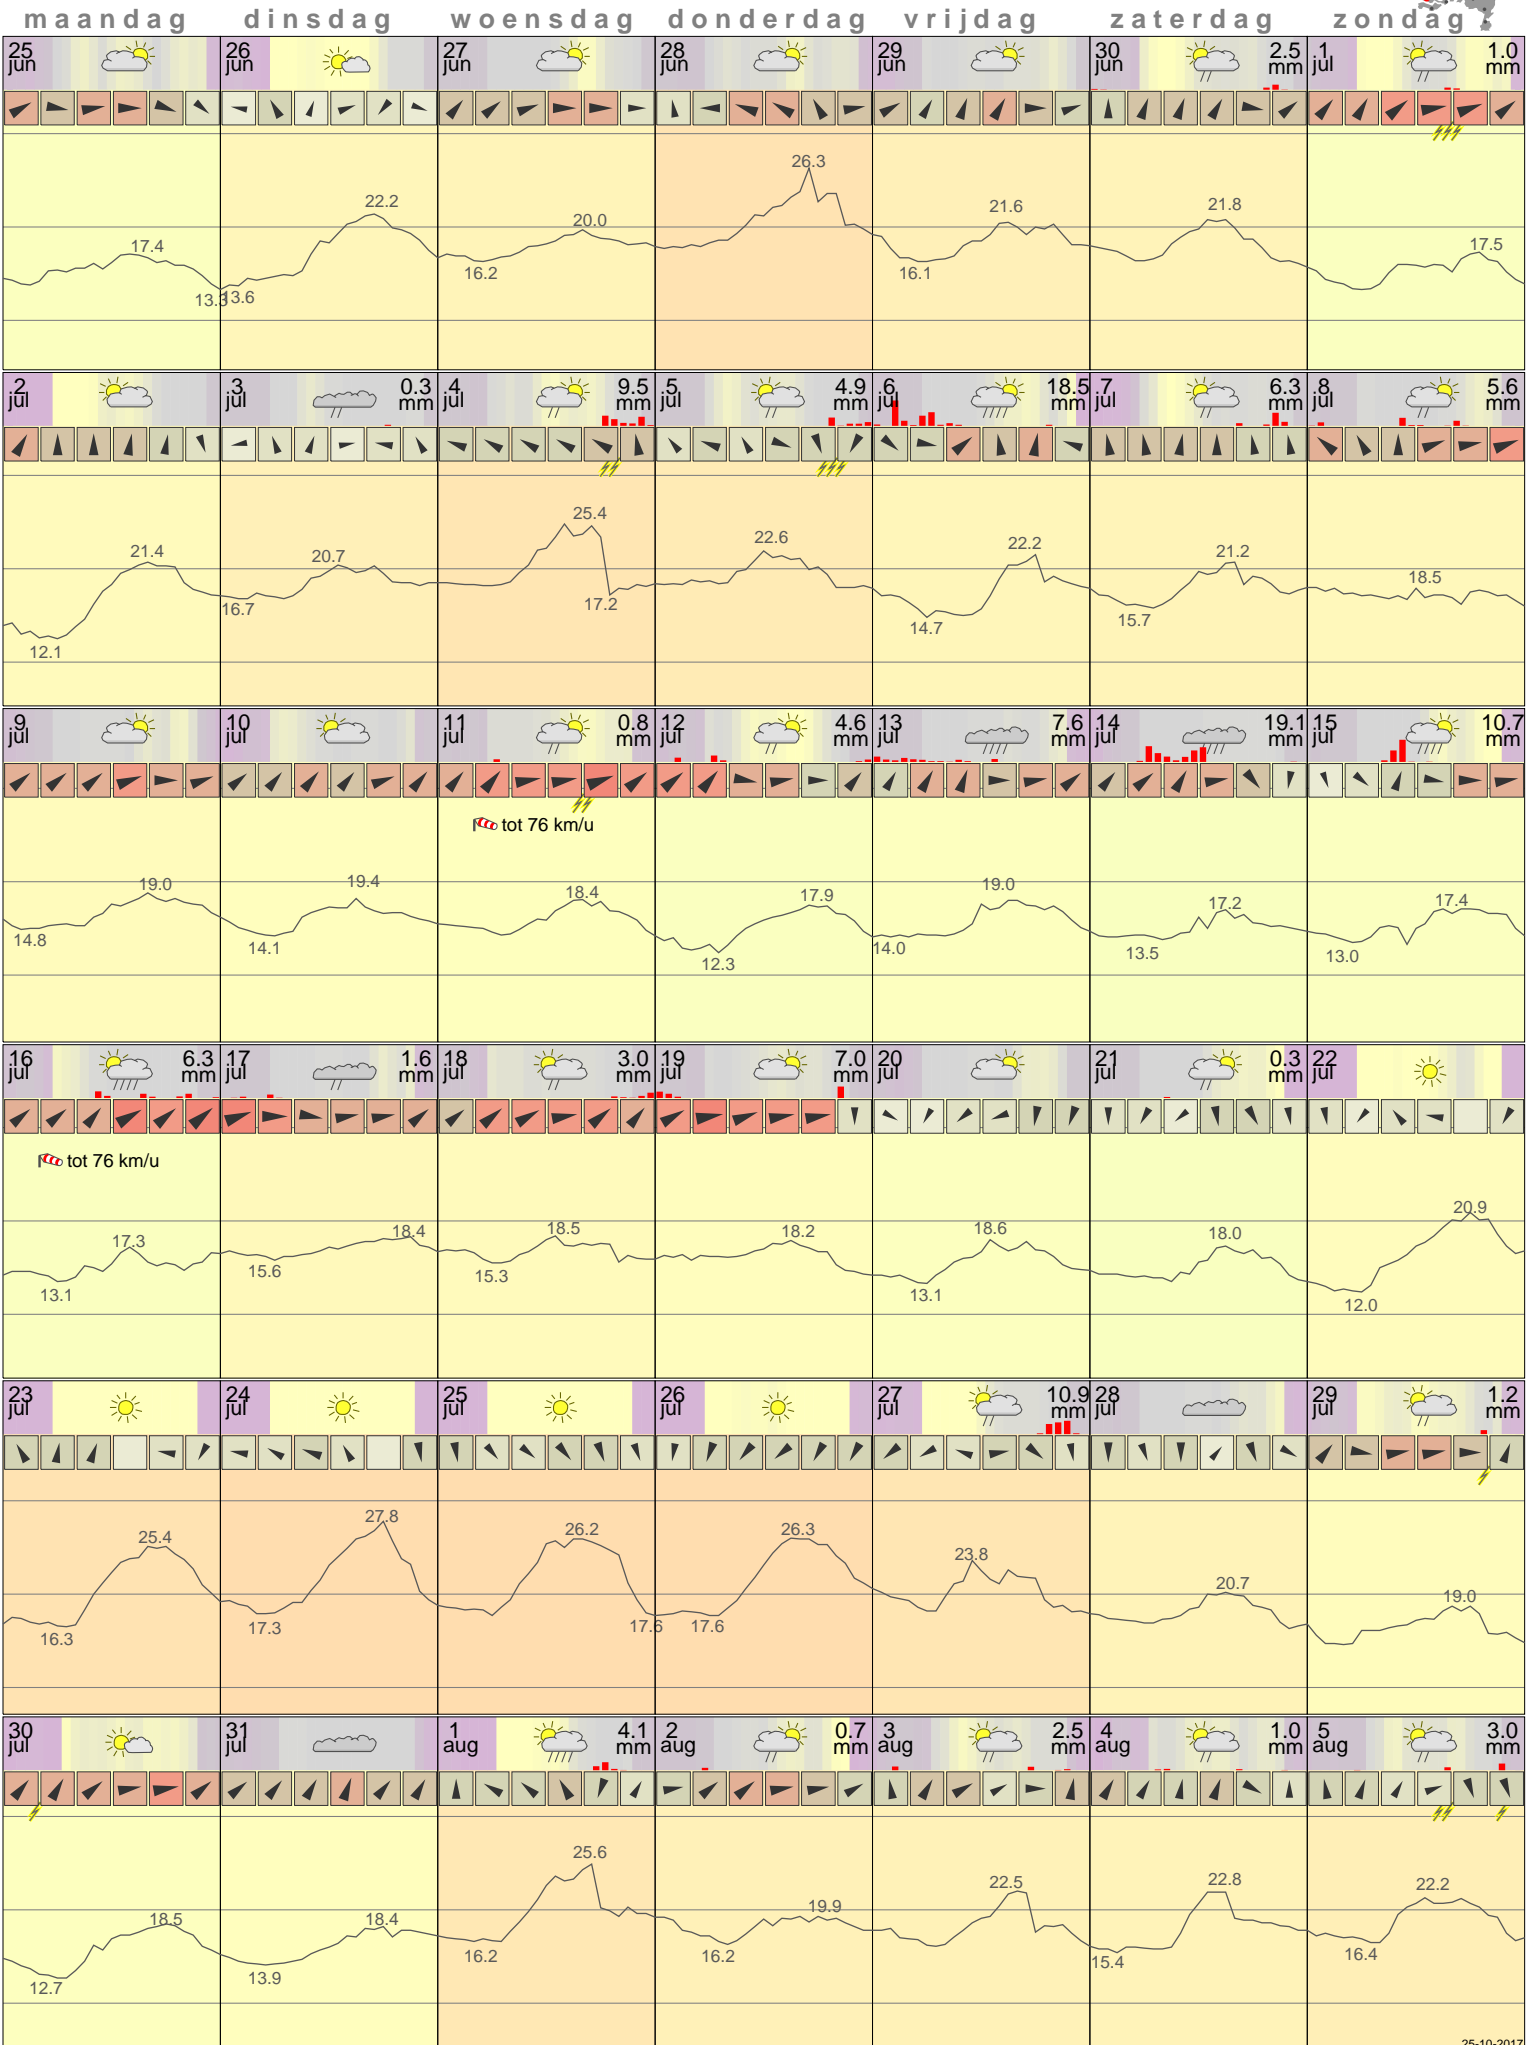 maandag dinsdag woensdag donderdag vrijdag zaterdag zondag
25 jun 26 jun 27 jun 28 jun 29 jun 30 jun 2.5 mm 1 jul 1.0 mm
17.4 13.3 13.6 22.2 16.2 20.0 26.3 16.1 21.6 21.8 17.5
2 jul 3 jul 0.3 mm 4 jul 9.5 mm 5 jul 4.9 mm 6 jul 18.5 mm 7 jul 6.3 mm 8 jul 5.6 mm
12.1 21.4 16.7 20.7 25.4 17.2 22.6 14.7 22.2 15.7 21.2 18.5
9 jul 10 jul 11 jul 0.8 mm 12 jul 4.6 mm 13 jul 7.6 mm 14 jul 19.1 mm 15 jul 10.7 mm
tot 76 km/u
14.8 19.0 14.1 19.4 18.4 12.3 17.9 14.0 19.0 13.5 17.2 13.0 17.4
16 jul 6.3 mm 17 jul 1.6 mm 18 jul 3.0 mm 19 jul 7.0 mm 20 jul 21 jul 0.3 mm 22 jul
tot 76 km/u
13.1 17.3 15.6 18.4 15.3 18.5 18.2 13.1 18.6 18.0 12.0 20.9
23 jul 24 jul 25 jul 26 jul 27 jul 10.9 mm 28 jul 29 jul 1.2 mm
16.3 25.4 17.3 27.8 26.2 17.6 17.6 26.3 23.8 20.7 19.0
30 jul 31 jul 1 aug 4.1 mm 2 aug 0.7 mm 3 aug 2.5 mm 4 aug 1.0 mm 5 aug 3.0 mm
12.7 18.5 13.9 18.4 16.2 25.6 16.2 19.9 22.5 15.4 22.8 16.4 22.2
25-10-2017